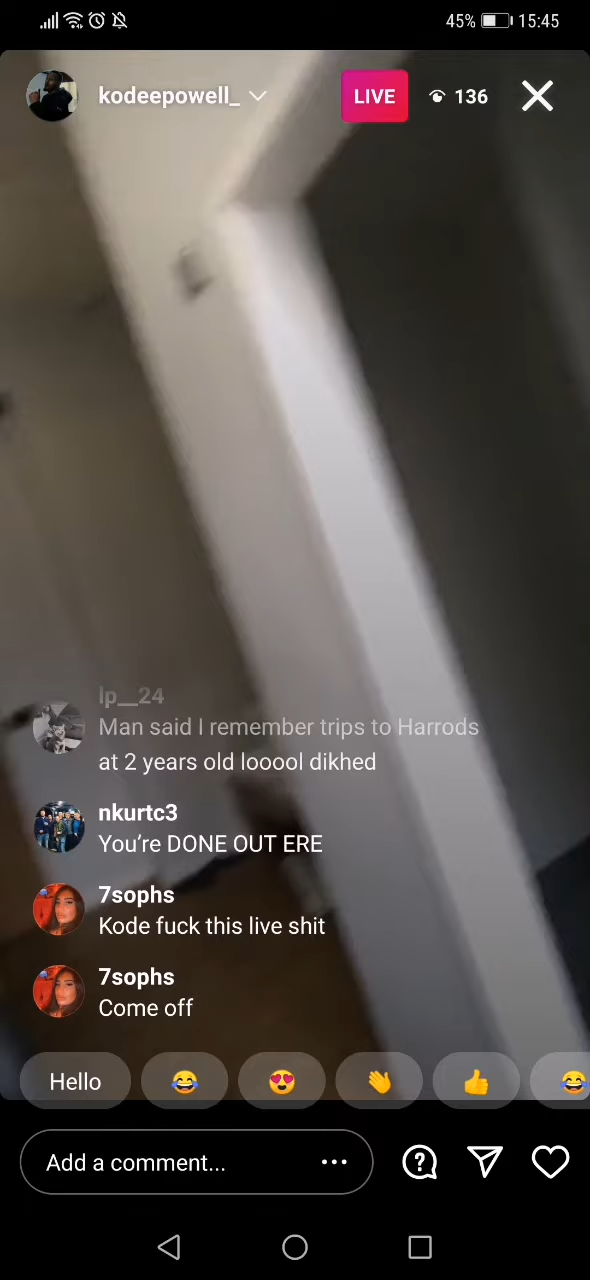 45% 15:45
kodeepowell_ LIVE 136
lp__24
Man said I remember trips to Harrods
at 2 years old looool dikhed
nkurtc3
You're DONE OUT ERE
7sophs
Kode fuck this live shit
7sophs
Come off
Hello
Add a comment...